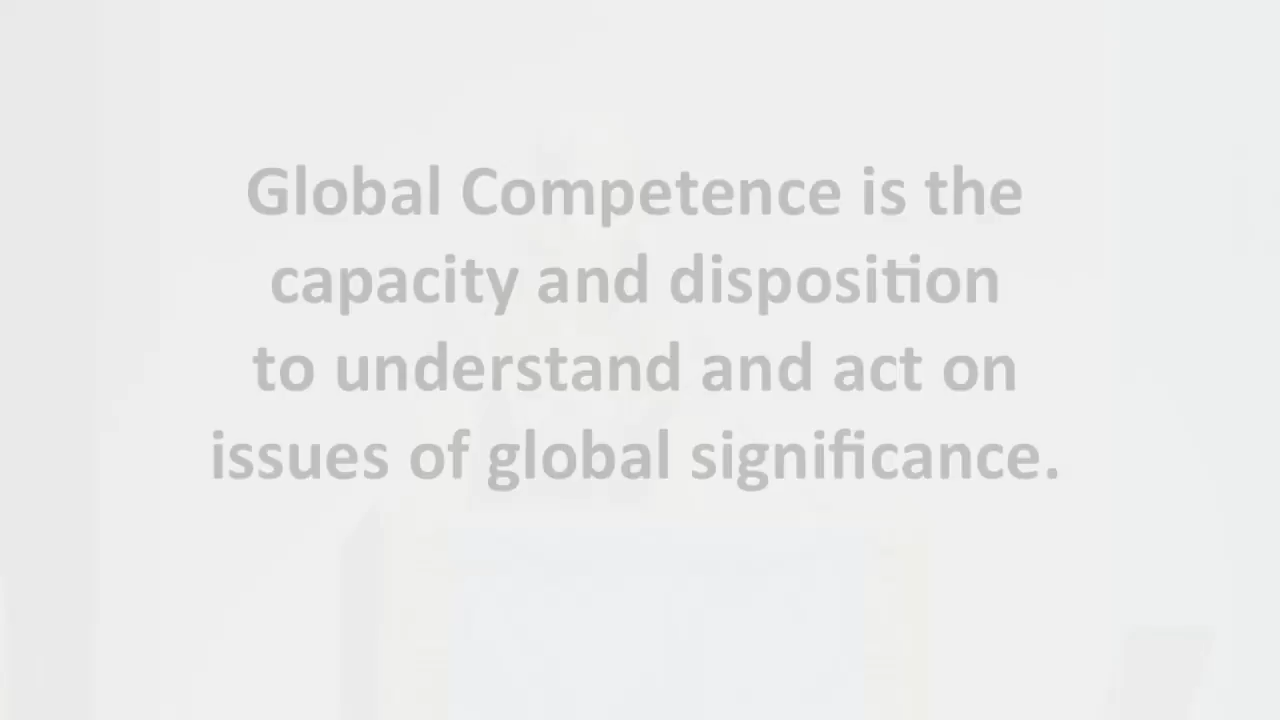 Global Competence is the
capacity and disposition
to understand and act on
issues of global significance.